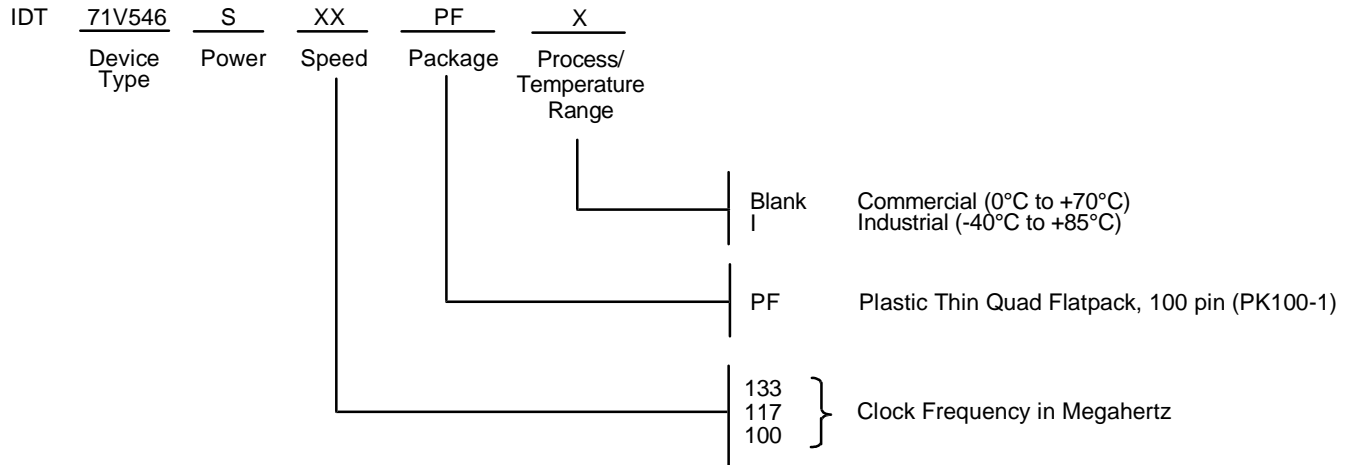 IDT 71V546 S XX PF X
Device Type Power Speed Package Process/ Temperature Range
Blank Commercial (0°C to +70°C)
I Industrial (-40°C to +85°C)
PF Plastic Thin Quad Flatpack, 100 pin (PK100-1)
133
117 Clock Frequency in Megahertz
100